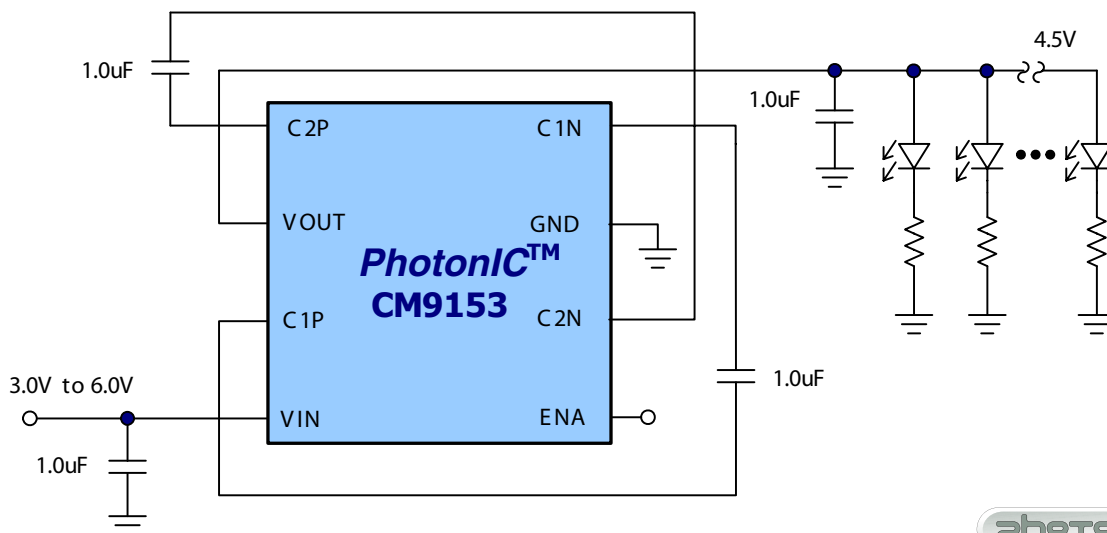 1.0uF
4.5V
1.0uF
C2P
C1N
VOUT
GND
PhotonIC™
CM9153
C1P
C2N
3.0V to 6.0V
1.0uF
VIN
ENA
1.0uF